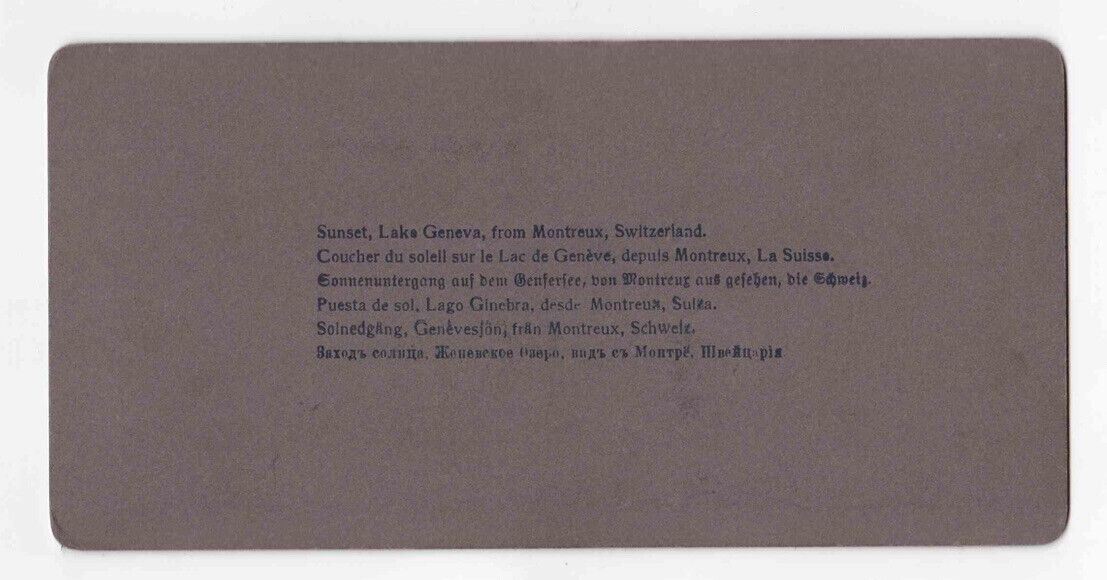 Sunset, Lake Geneva, from Montreux, Switzerland.
Coucher du soleil sur le Lac de Genève, depuis Montreux, La Suisse.
Sonnenuntergang auf dem Genfersee, von Montreux aus gesehen, die Schweiz.
Puesta de sol, Lago Ginebra, desde Montreux, Suiza.
Solnedgång, Genèvesjön, från Montreux, Schweiz.
Заходъ солнца, Женевское Озеро, видъ съ Монтрё, Швейцарія